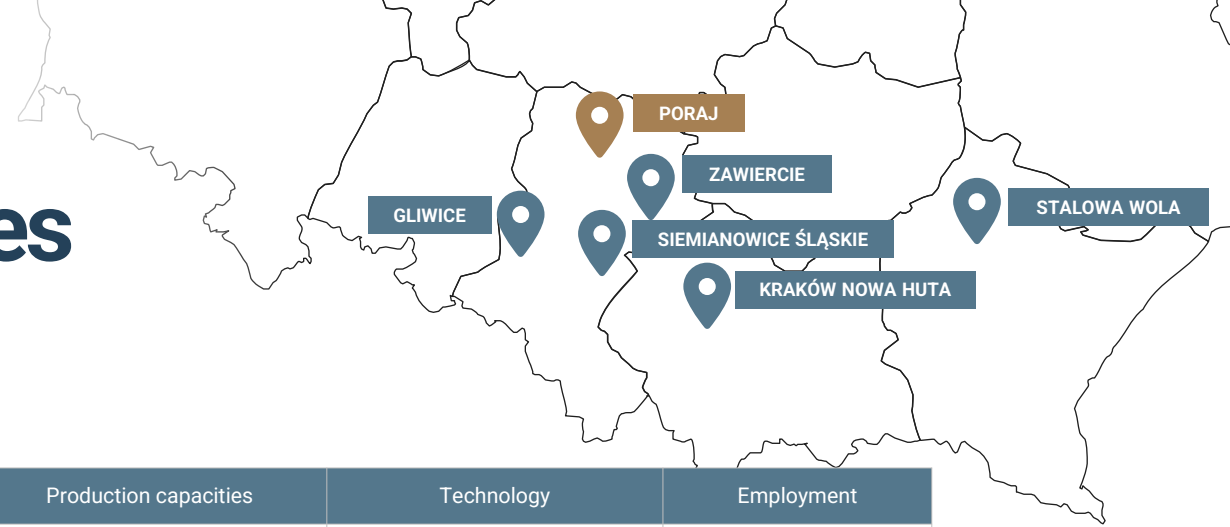 PORAJ
ZAWIERCIE
GLIWICE
STALOWA WOLA
es
SIEMIANOWICE ŚLĄSKIE
KRAKÓW NOWA HUTA
Production capacities
Technology
Employment